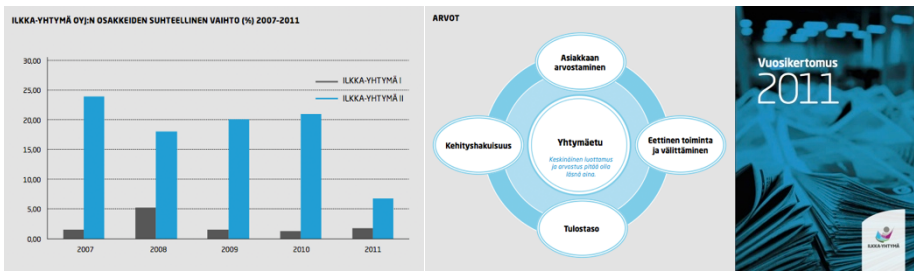 ILKKA-YHTYMÄ OYJ:N OSAKKEIDEN SUHTEELLINEN VAIHTO (%) 2007-2011
30,00
25,00
20,00
15,00
10,00
5,00
0,00
ILKKA-YHTYMÄ I
ILKKA-YHTYMÄ II
2007
2008
2009
2010
2011
ARVOT
Asiakkaan
arvostaminen
Kehityshakuisuus
Yhtymäetu
Keskinäinen luottamus
ja arvostus pitää olla
läsnä aina.
Eettinen toiminta
ja välittäminen
Tulostaso
Vuosikertomus
2011
ILKKA-YHTYMÄ